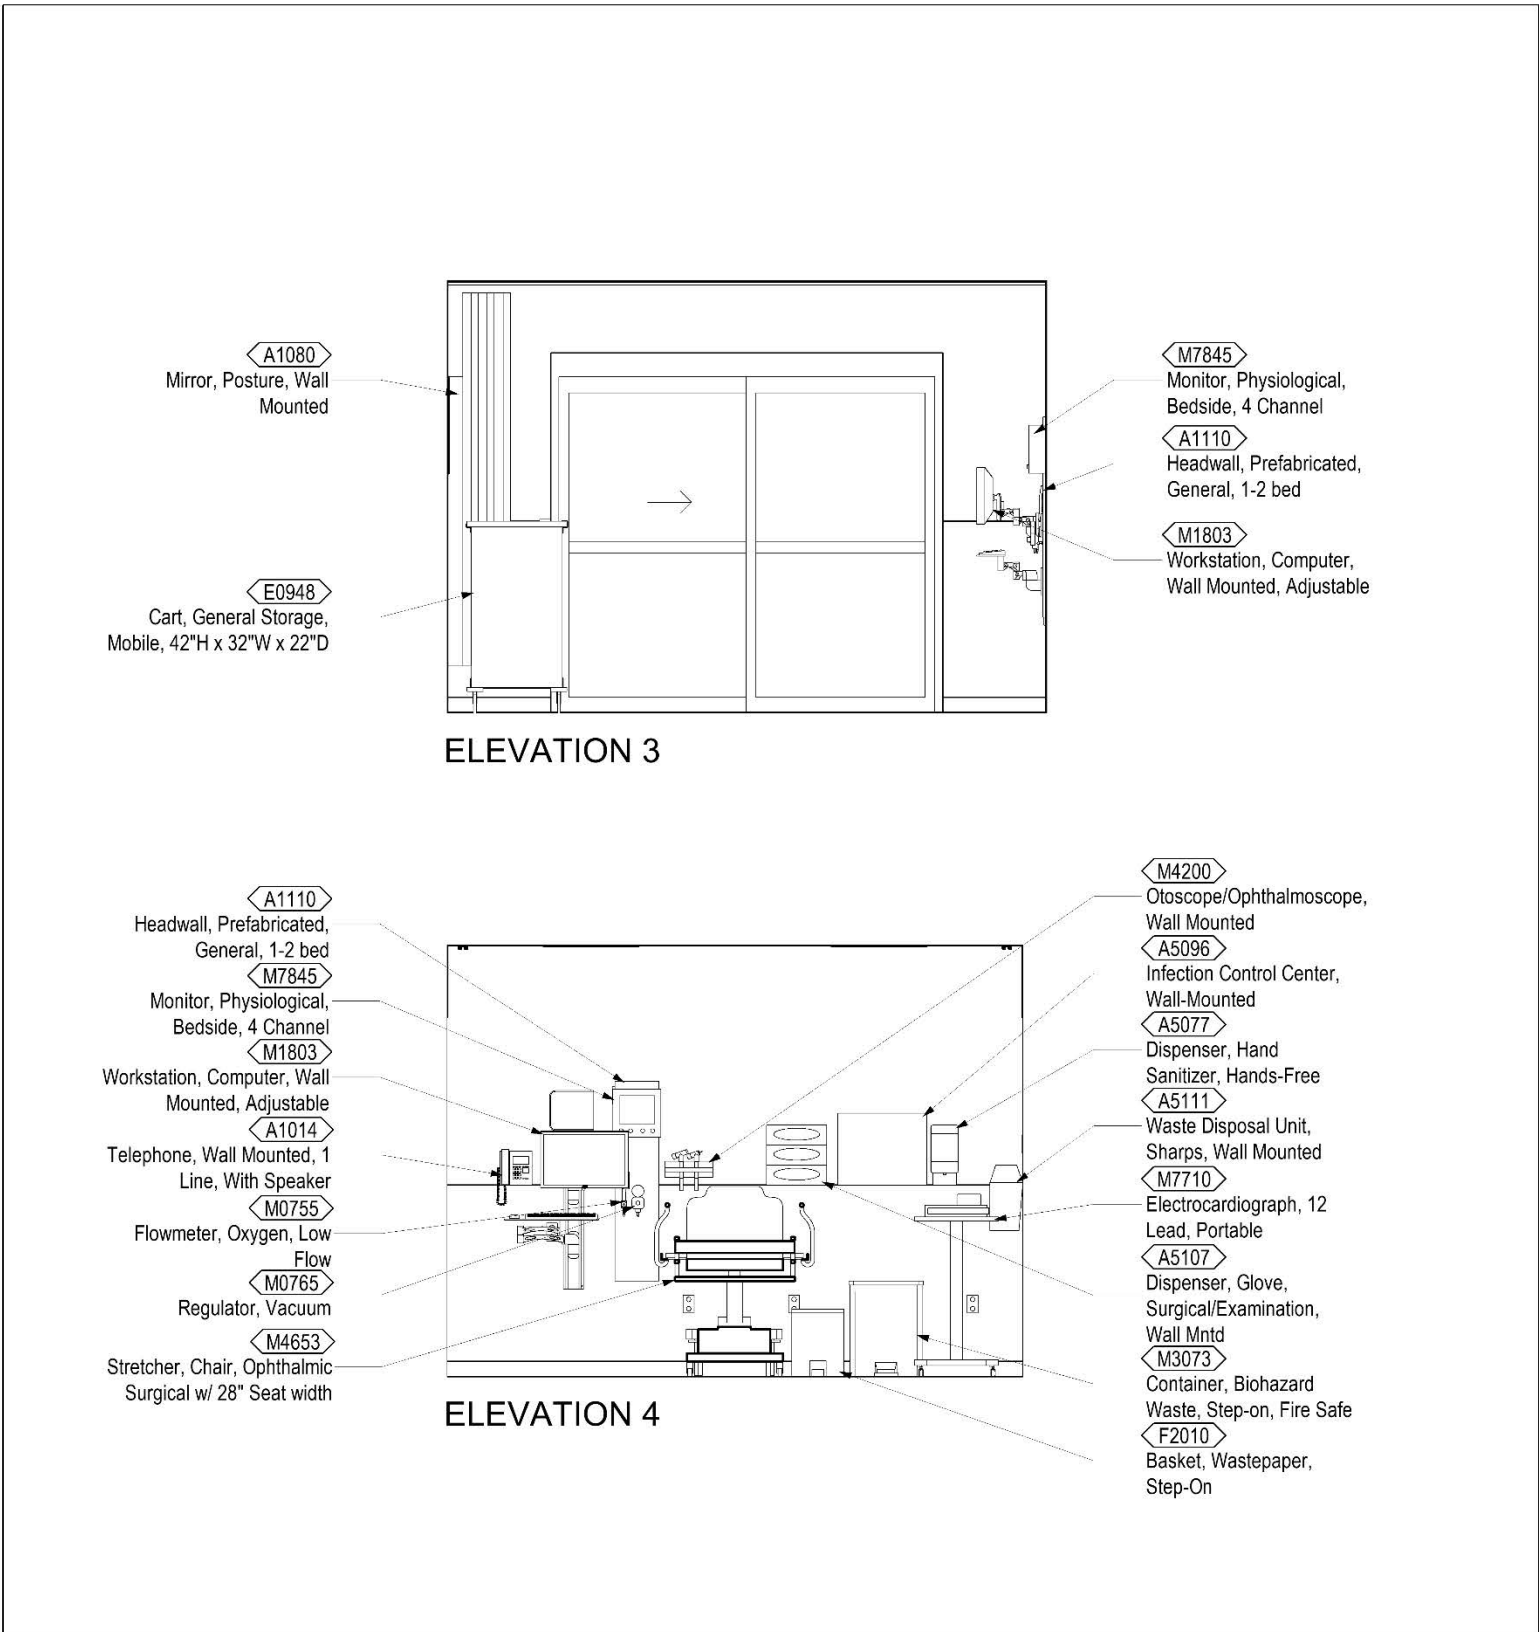 A1080
Mirror, Posture, Wall
Mounted
E0948
Cart, General Storage,
Mobile, 42"H x 32"W x 22"D
M7845
Monitor, Physiological,
Bedside, 4 Channel
A1110
Headwall, Prefabricated,
General, 1-2 bed
M1803
Workstation, Computer,
Wall Mounted, Adjustable
ELEVATION 3
A1110
Headwall, Prefabricated,
General, 1-2 bed
M7845
Monitor, Physiological,
Bedside, 4 Channel
M1803
Workstation, Computer, Wall
Mounted, Adjustable
A1014
Telephone, Wall Mounted, 1
Line, With Speaker
M0755
Flowmeter, Oxygen, Low
Flow
M0765
Regulator, Vacuum
M4653
Stretcher, Chair, Ophthalmic
Surgical w/ 28" Seat width
M4200
Otoscope/Ophthalmoscope,
Wall Mounted
A5096
Infection Control Center,
Wall-Mounted
A5077
Dispenser, Hand
Sanitizer, Hands-Free
A5111
Waste Disposal Unit,
Sharps, Wall Mounted
M7710
Electrocardiograph, 12
Lead, Portable
A5107
Dispenser, Glove,
Surgical/Examination,
Wall Mntd
M3073
Container, Biohazard
Waste, Step-on, Fire Safe
F2010
Basket, Wastepaper,
Step-On
ELEVATION 4